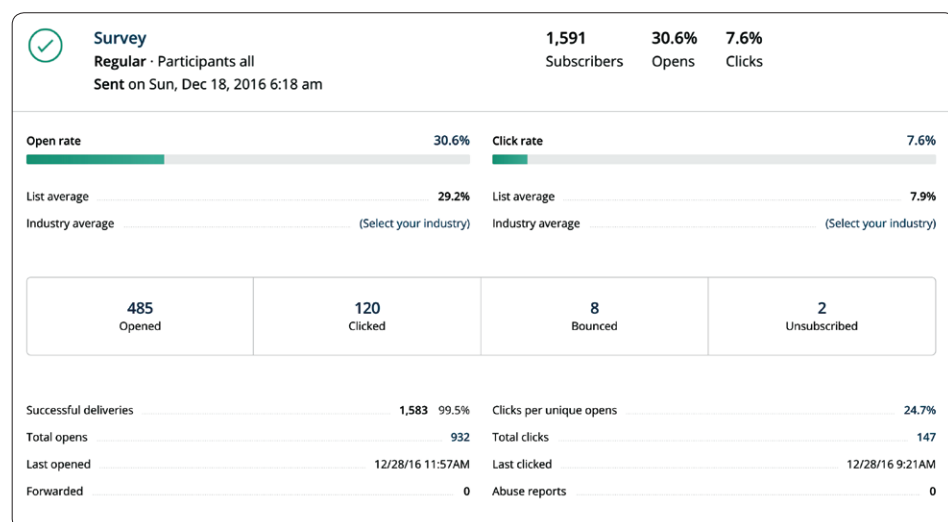 Survey
Regular · Participants all
Sent on Sun, Dec 18, 2016 6:18 am
1,591 30.6% 7.6%
Subscribers Opens Clicks
Open rate 30.6%
List average 29.2%
Industry average (Select your industry)
Click rate 7.6%
List average 7.9%
Industry average (Select your industry)
485 120 8 2
Opened Clicked Bounced Unsubscribed
Successful deliveries 1,583 99.5%
Total opens 932
Last opened 12/28/16 11:57AM
Forwarded 0
Clicks per unique opens 24.7%
Total clicks 147
Last clicked 12/28/16 9:21AM
Abuse reports 0